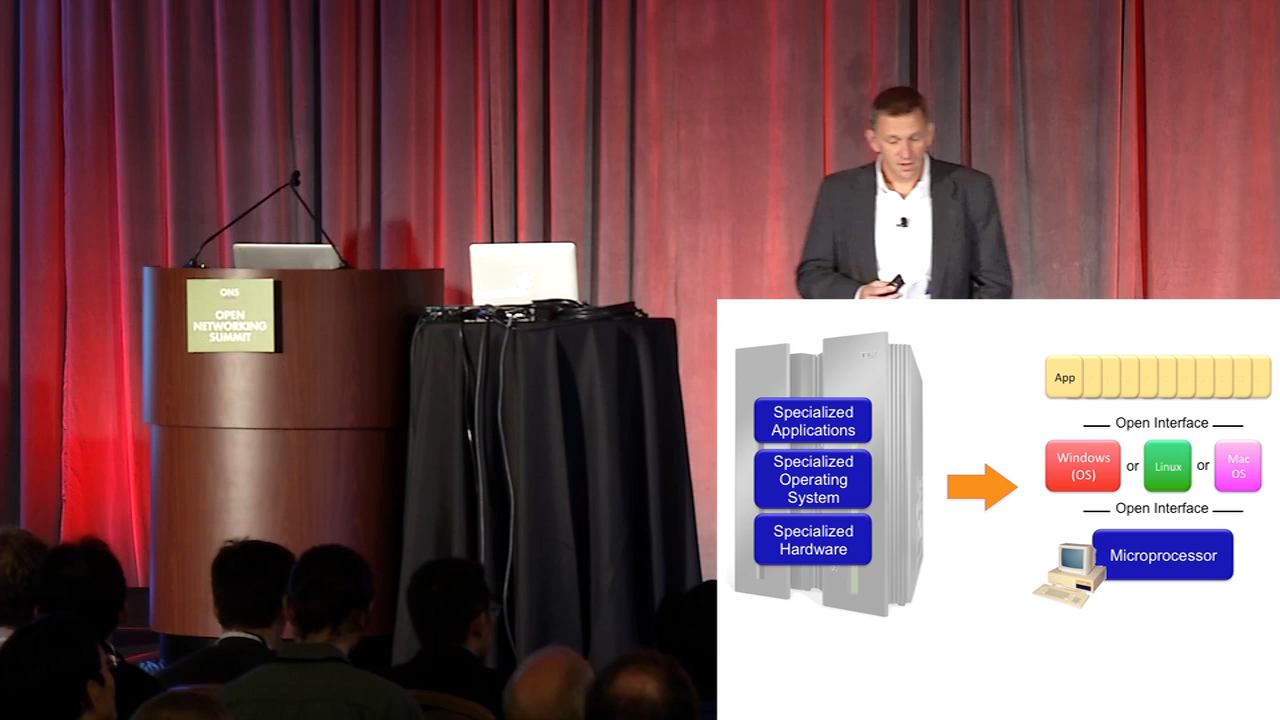 ONS
OPEN
NETWORKING
SUMMIT
Specialized
Applications
Specialized
Operating
System
Specialized
Hardware
App
Open Interface
Windows
(OS)
or
Linux
or
Mac
OS
Open Interface
Microprocessor